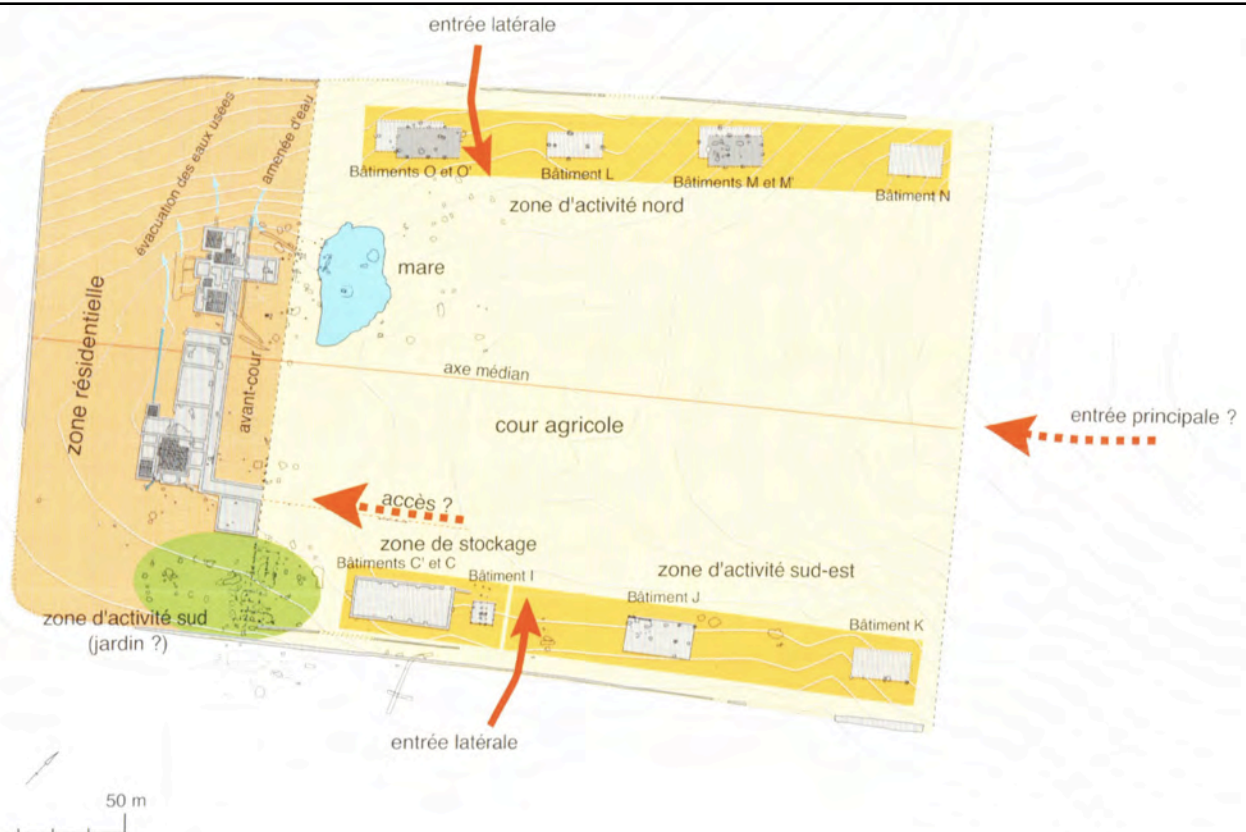 entrée latérale
évacuation des eaux usées
amenée d'eau
Bâtiments O et O'
Bâtiment L
Bâtiments M et M'
Bâtiment N
zone d'activité nord
mare
zone résidentielle
avant-cour
axe médian
entrée principale ?
cour agricole
accès ?
zone de stockage
Bâtiments C' et C
Bâtiment I
zone d'activité sud-est
Bâtiment J
Bâtiment K
zone d'activité sud
(jardin ?)
entrée latérale
50 m